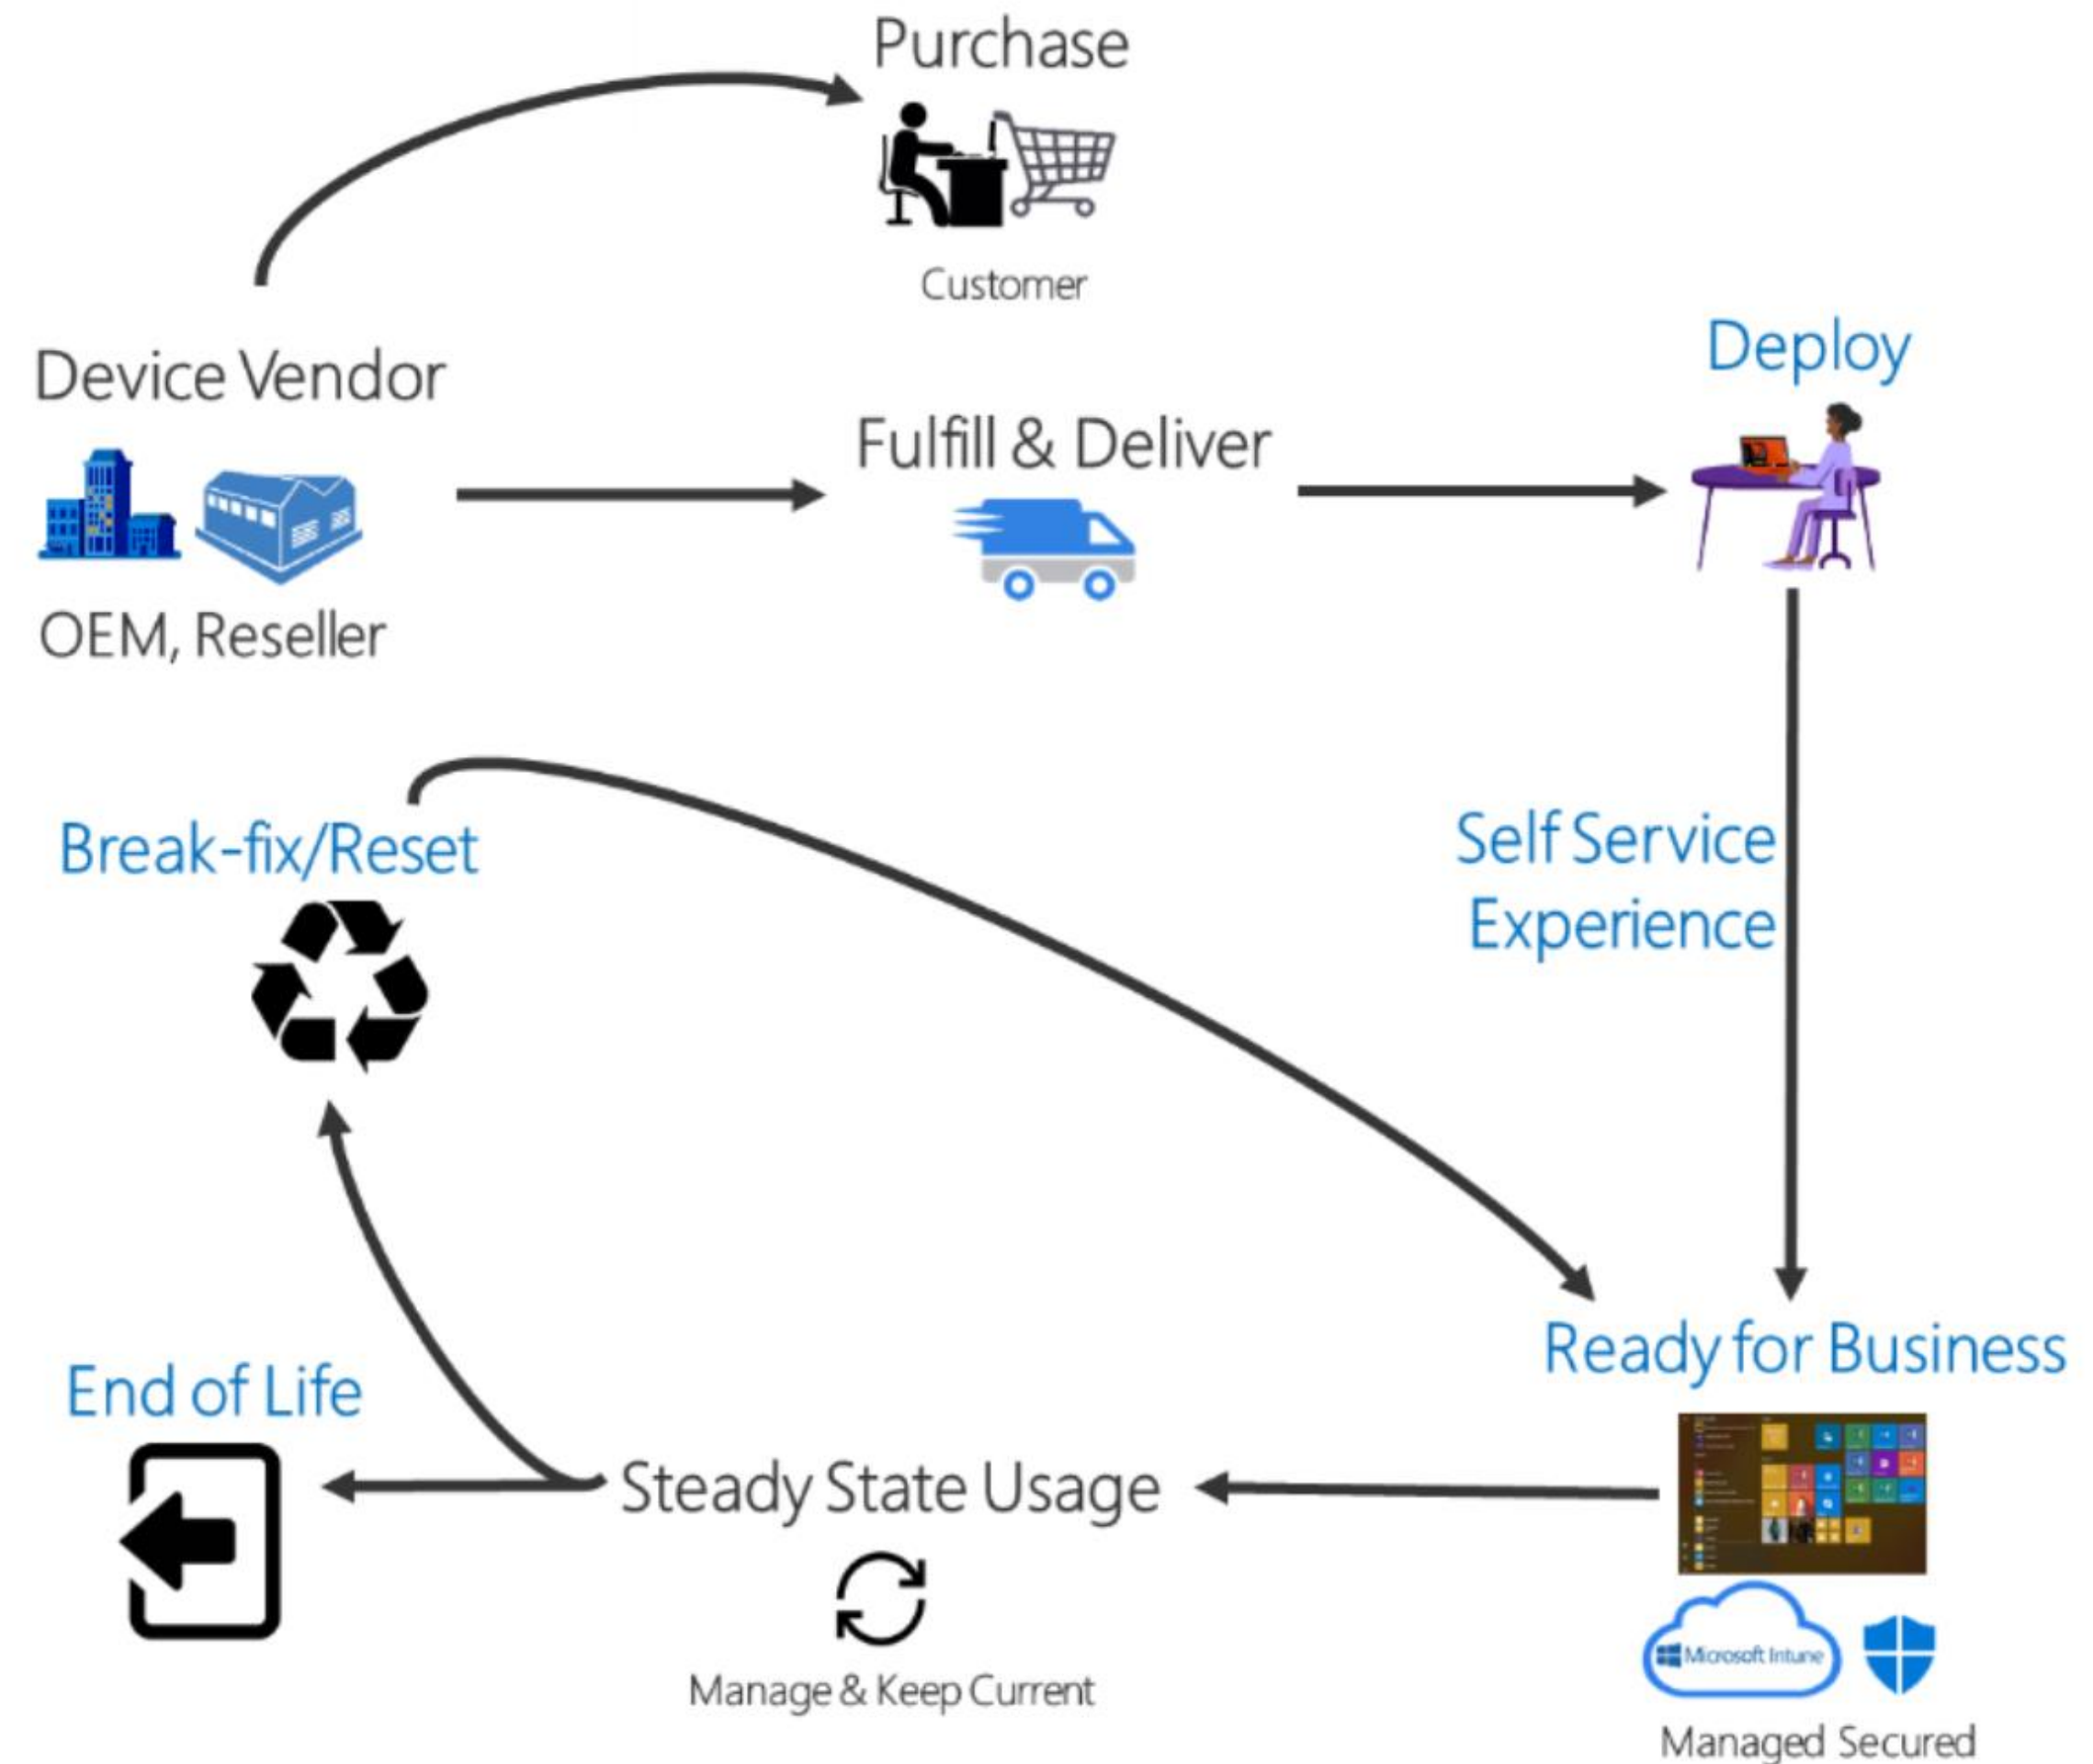 Purchase
Customer
Device Vendor
OEM, Reseller
Fulfill & Deliver
Deploy
Self Service
Experience
Break-fix/Reset
Ready for Business
Microsoft Intune
Managed Secured
Steady State Usage
Manage & Keep Current
End of Life